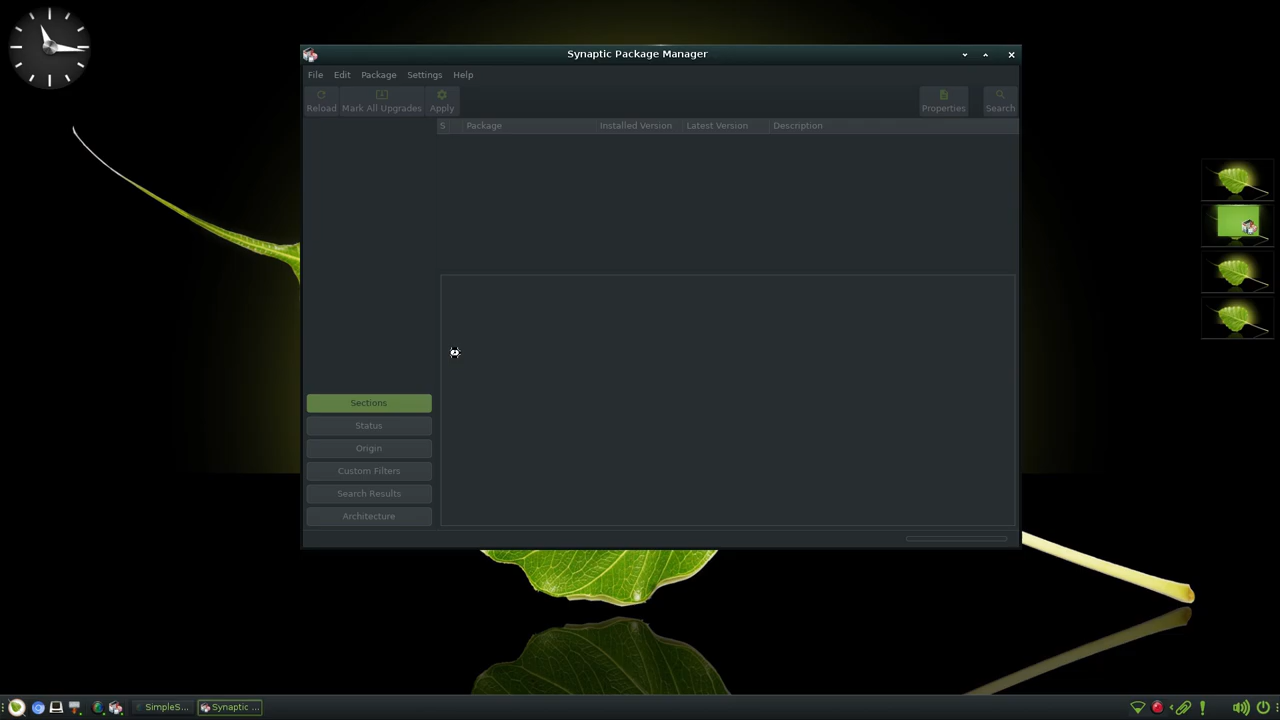 Synaptic Package Manager
File Edit Package Settings Help
Reload Mark All Upgrades Apply Properties Search
S Package Installed Version Latest Version Description
Sections
Status
Origin
Custom Filters
Search Results
Architecture
SimpleS... Synaptic ...